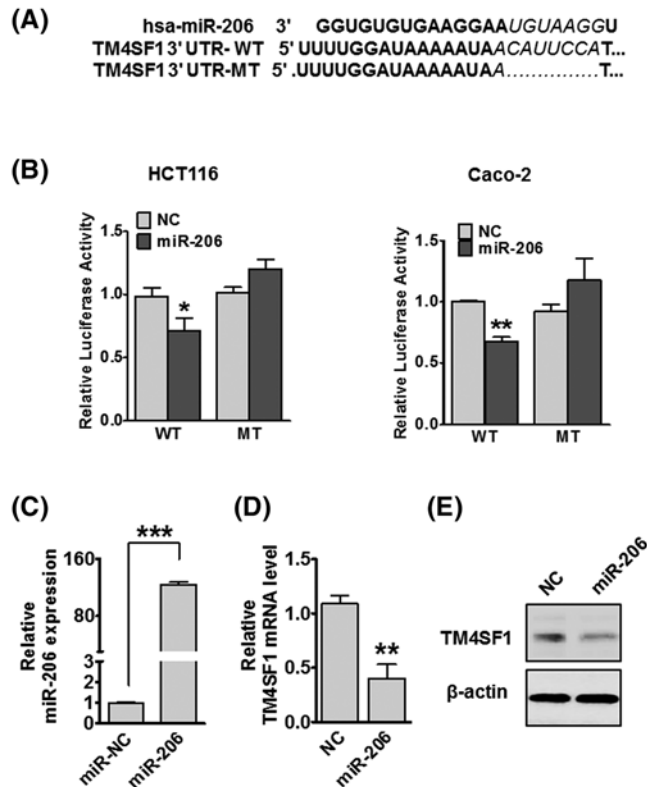 (A)
hsa-miR-206 3' GGUGUGUGAAGGAAUGUAAGGU
TM4SF1 3'UTR-WT 5'UUUUGGAUAAAAAUAACAUUCCAT...
TM4SF1 3'UTR-MT 5'.UUUUGGAUAAAAAUAA..............T...
(B)
HCT116
Relative Luciferase Activity
1.5
1.0
0.5
0.0
NC
miR-206
*
WT MT
Caco-2
Relative Luciferase Activity
1.5
1.0
0.5
0.0
NC
miR-206
**
WT MT
(C)
Relative
miR-206 expression
160
120
80
3
2
1
0
***
miR-NC miR-206
(D)
Relative
TM4SF1 mRNA level
1.5
1.0
0.5
0.0
**
NC miR-206
(E)
NC miR-206
TM4SF1
β-actin